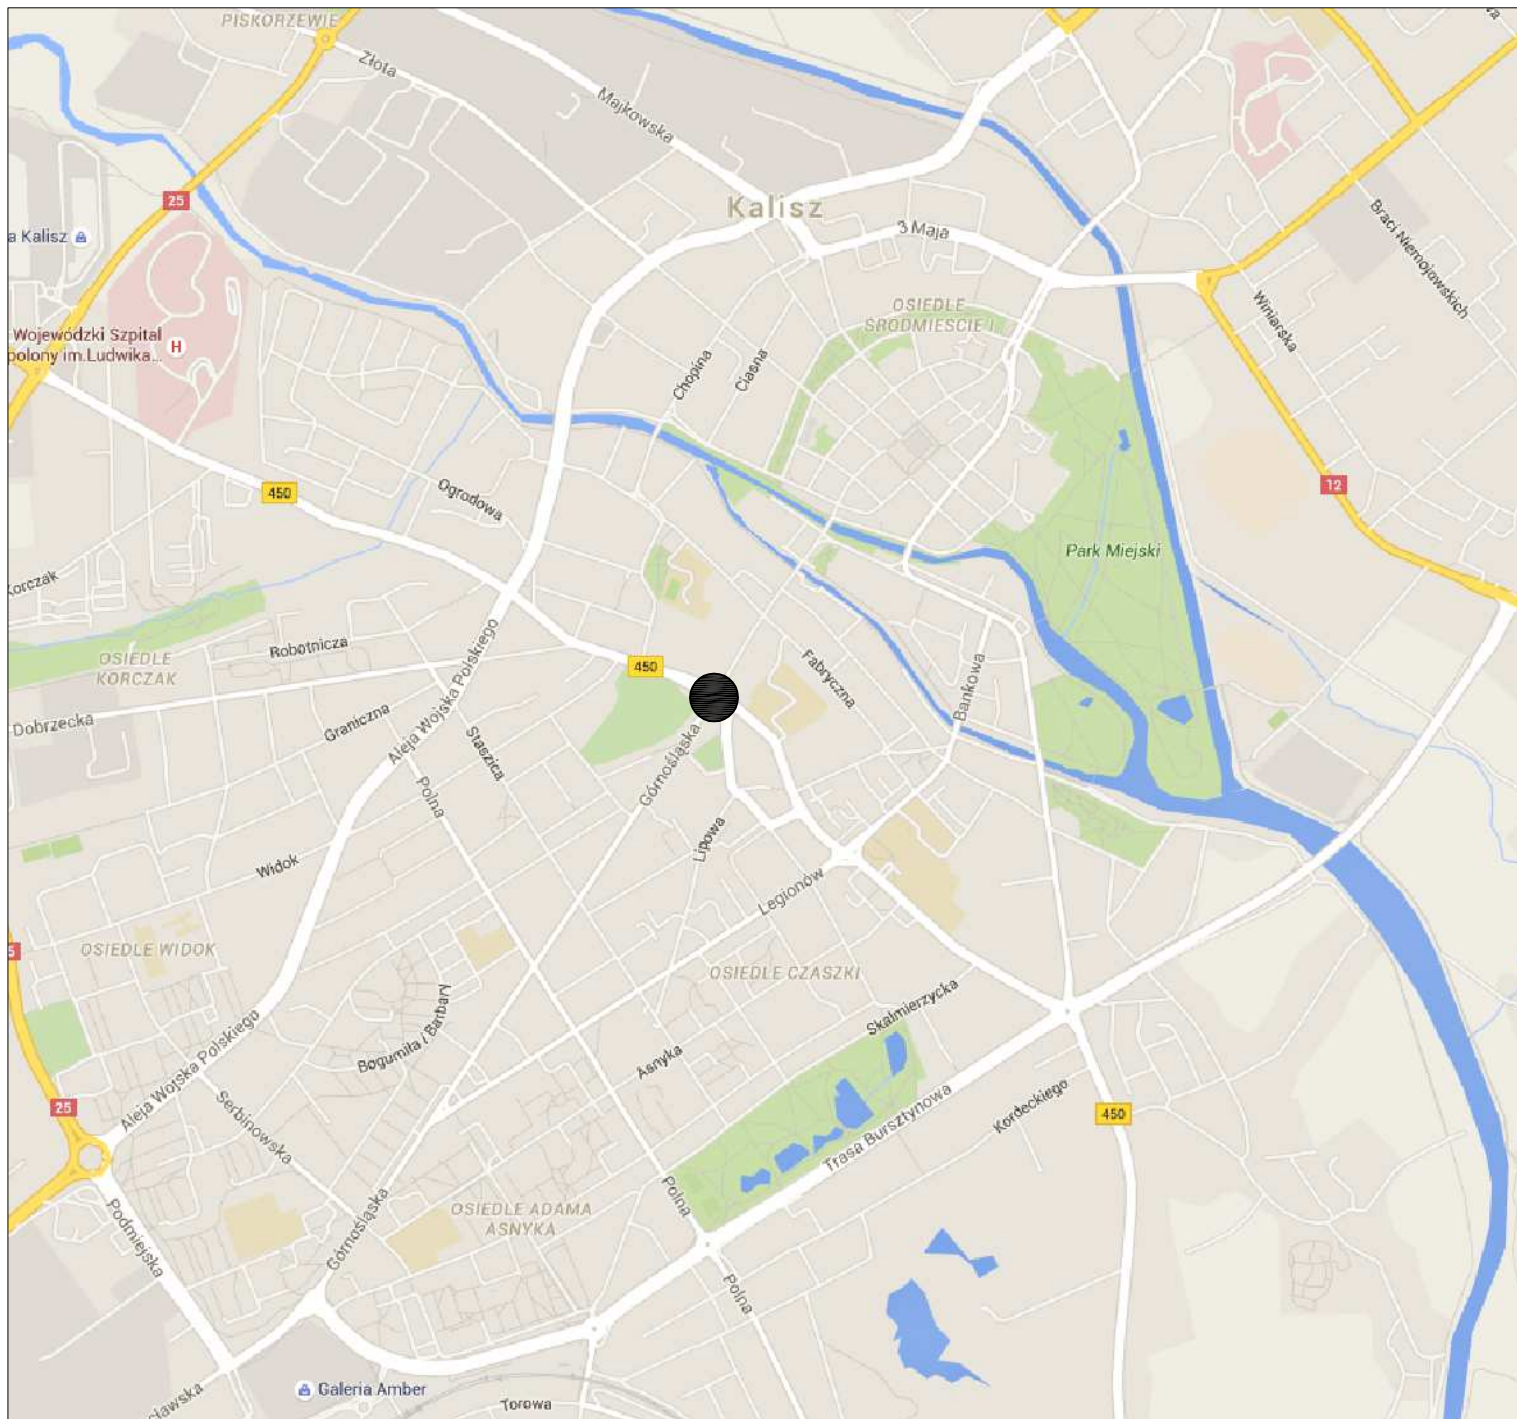 PISKORZEWIE
Złota
Majkowska
25
Kalisz
a Kalisz
3 Maja
Braci Niemojowskich
OSIEDLE
ŚRÓDMIEŚCIE I
Winiarska
Wojewódzki Szpital
polony im.Ludwika...
H
Chopina
Ciasna
450
Ogrodowa
12
Park Miejski
Korczak
Robotnicza
OSIEDLE
KORCZAK
450
Fabryczna
Bankowa
Dobrzecka
Graniczna
Aleja Wojska Polskiego
Staszica
Górnośląska
Polna
Lipowa
Widok
Legionów
OSIEDLE WIDOK
5
OSIEDLE CZASZKI
Skalmierzycka
Bogumiła i Barbary
Asnyka
Aleja Wojska Polskiego
25
Serbinowska
Trasa Bursztynowa
Kordeckiego
450
Podmiejska
Górnośląska
OSIEDLE ADAMA
ASNYKA
Polna
Polna
Galeria Amber
cławska
Torowa